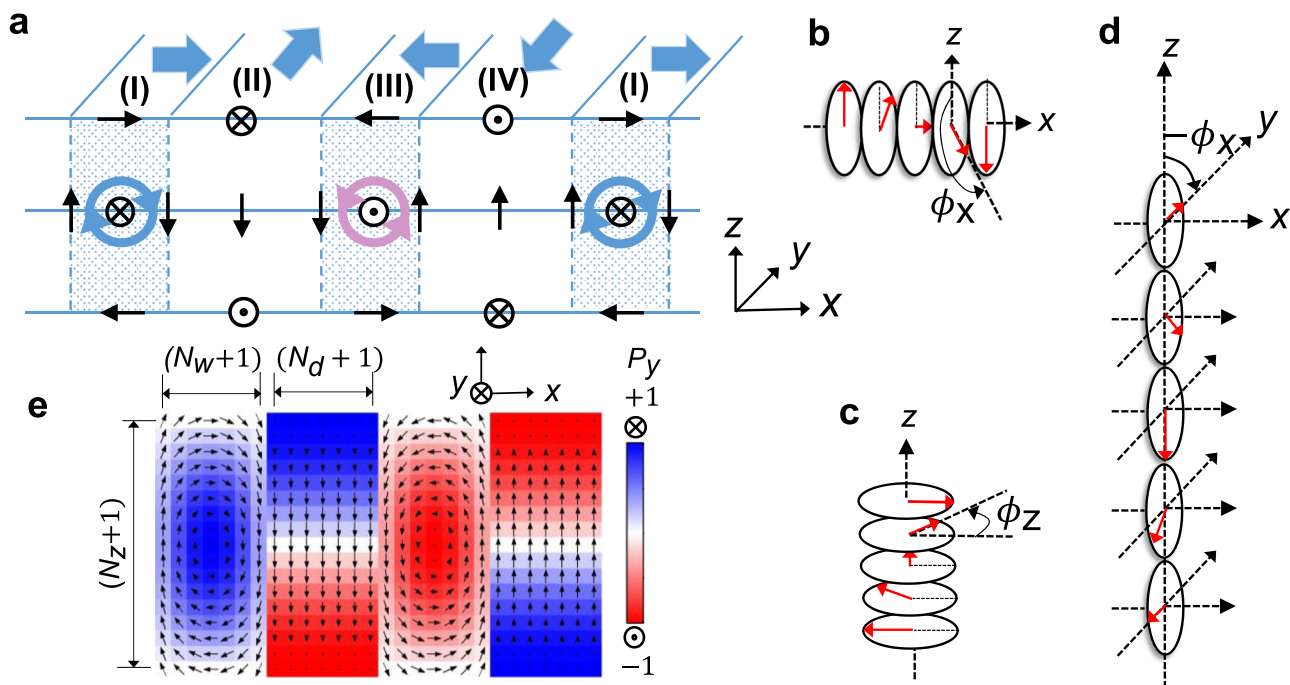 a
(I) (II) (III) (IV) (I)
b
z
x
ϕx
z
y
x
c
z
ϕz
d
z
ϕx
y
x
e
(Nw+1) (Nd + 1)
(Nz+1)
y x
Py
+1
−1